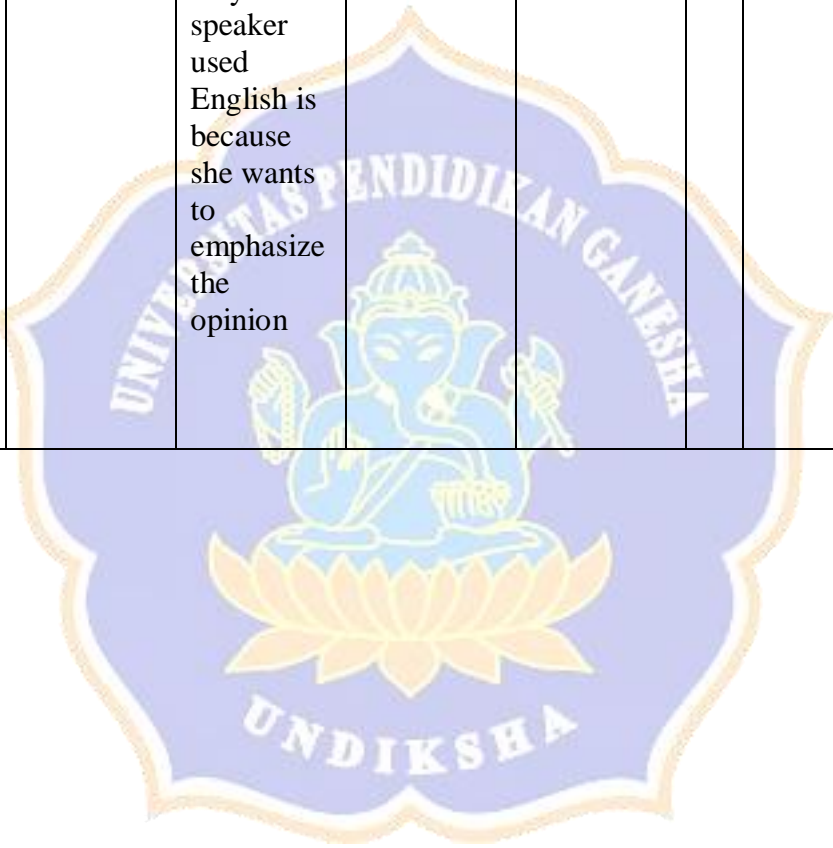 speaker
used
English is
because
she wants
to
emphasize
the
opinion
UNIVERSITAS PENDIDIKAN GANESHA
UNDIKSHA